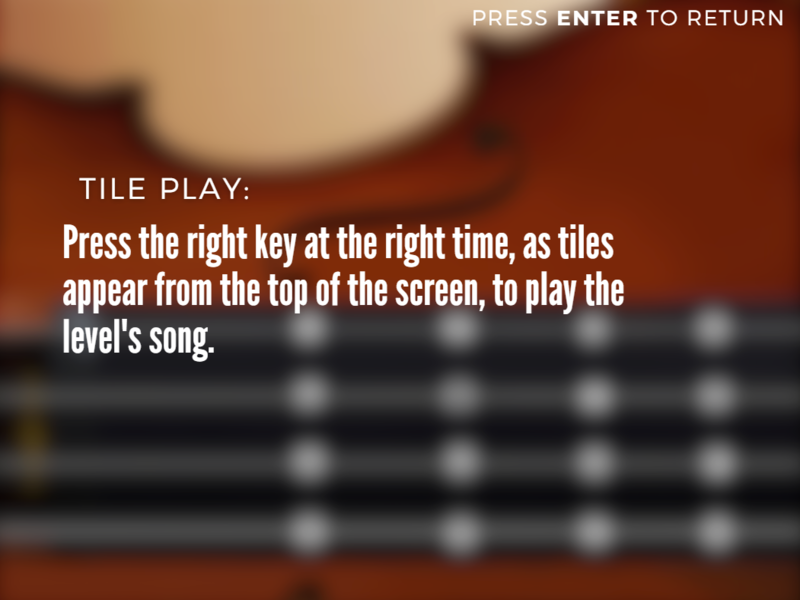 PRESS ENTER TO RETURN
TILE PLAY:
Press the right key at the right time, as tiles
appear from the top of the screen, to play the
level's song.